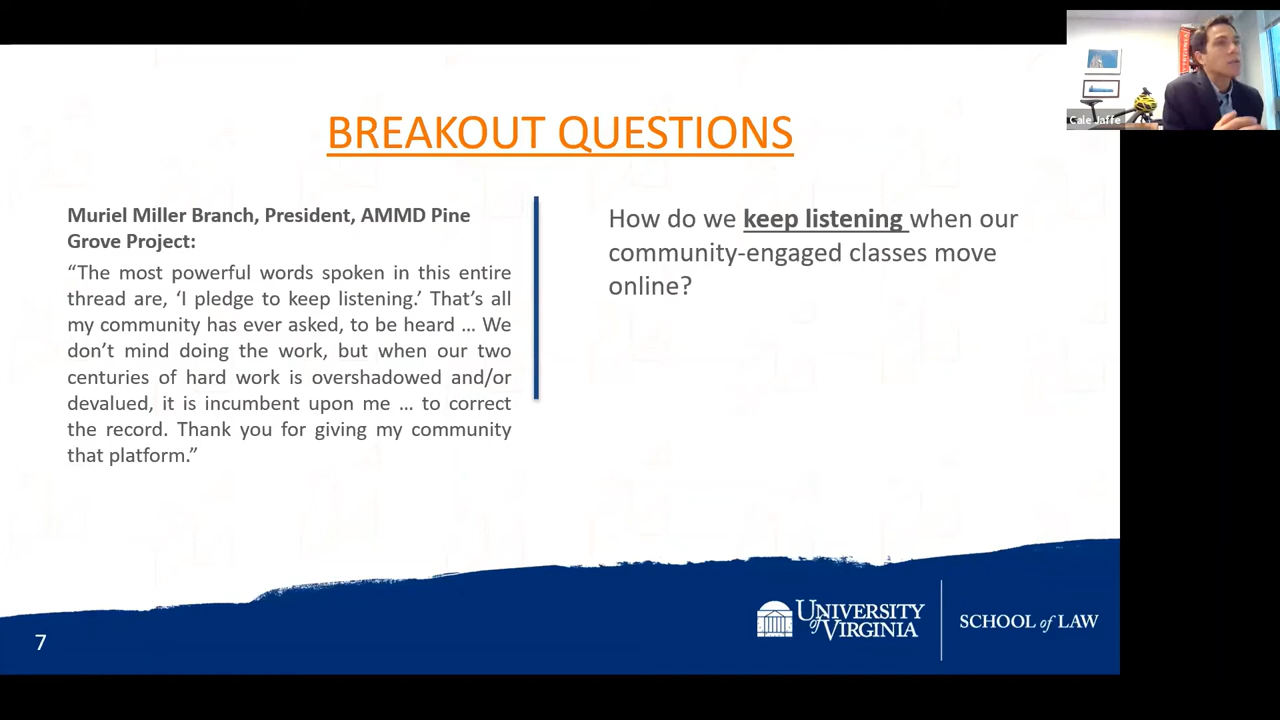 Cale Jaffe
BREAKOUT QUESTIONS
Muriel Miller Branch, President, AMMD Pine
Grove Project:
“The most powerful words spoken in this entire
thread are, ‘I pledge to keep listening.’ That’s all
my community has ever asked, to be heard … We
don’t mind doing the work, but when our two
centuries of hard work is overshadowed and/or
devalued, it is incumbent upon me … to correct
the record. Thank you for giving my community
that platform.”
How do we keep listening when our
community-engaged classes move
online?
7
UNIVERSITY
of VIRGINIA
SCHOOL of LAW